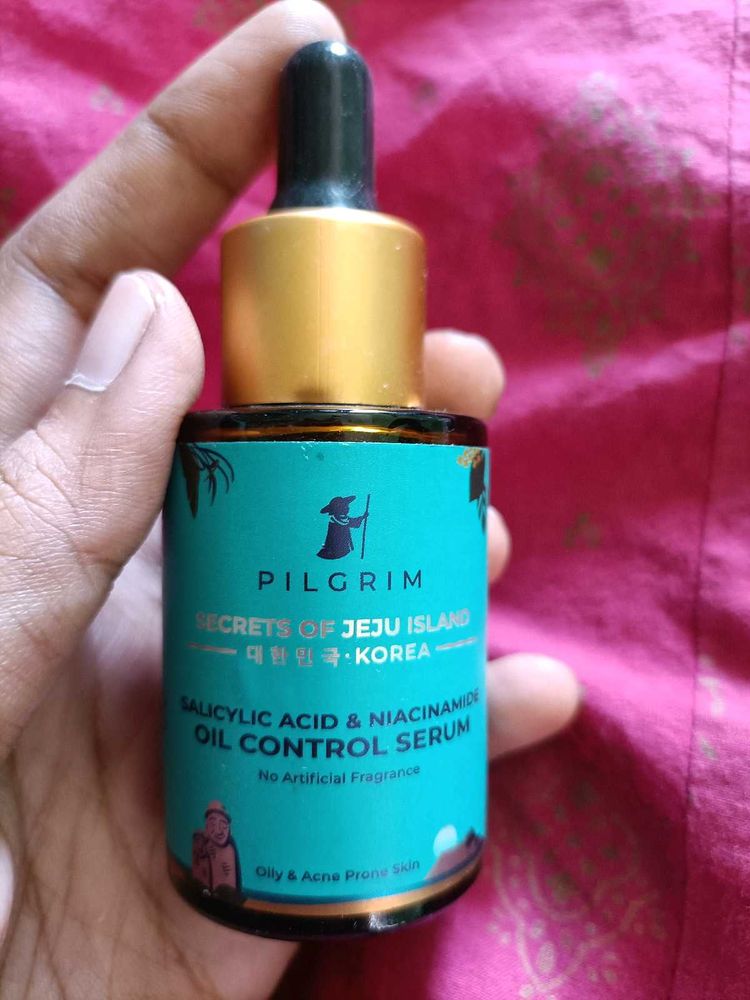 PILGRIM
SECRETS OF JEJU ISLAND
대한민국·KOREA
SALICYLIC ACID & NIACINAMIDE
OIL CONTROL SERUM
No Artificial Fragrance
Oily & Acne Prone Skin